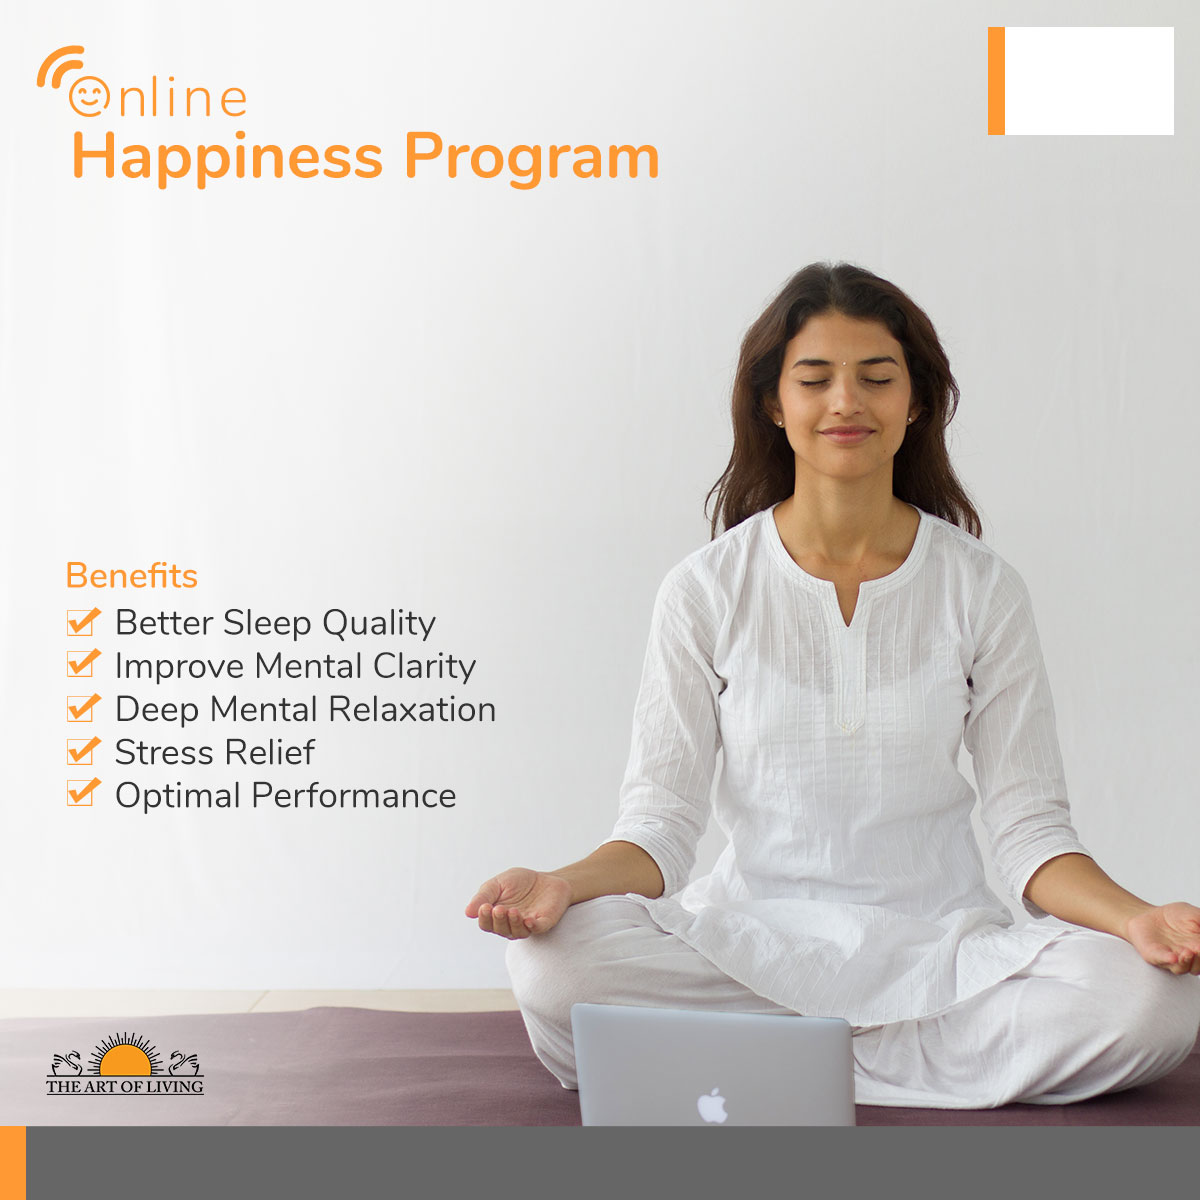 Online
Happiness Program
Benefits
Better Sleep Quality
Improve Mental Clarity
Deep Mental Relaxation
Stress Relief
Optimal Performance
THE ART OF LIVING